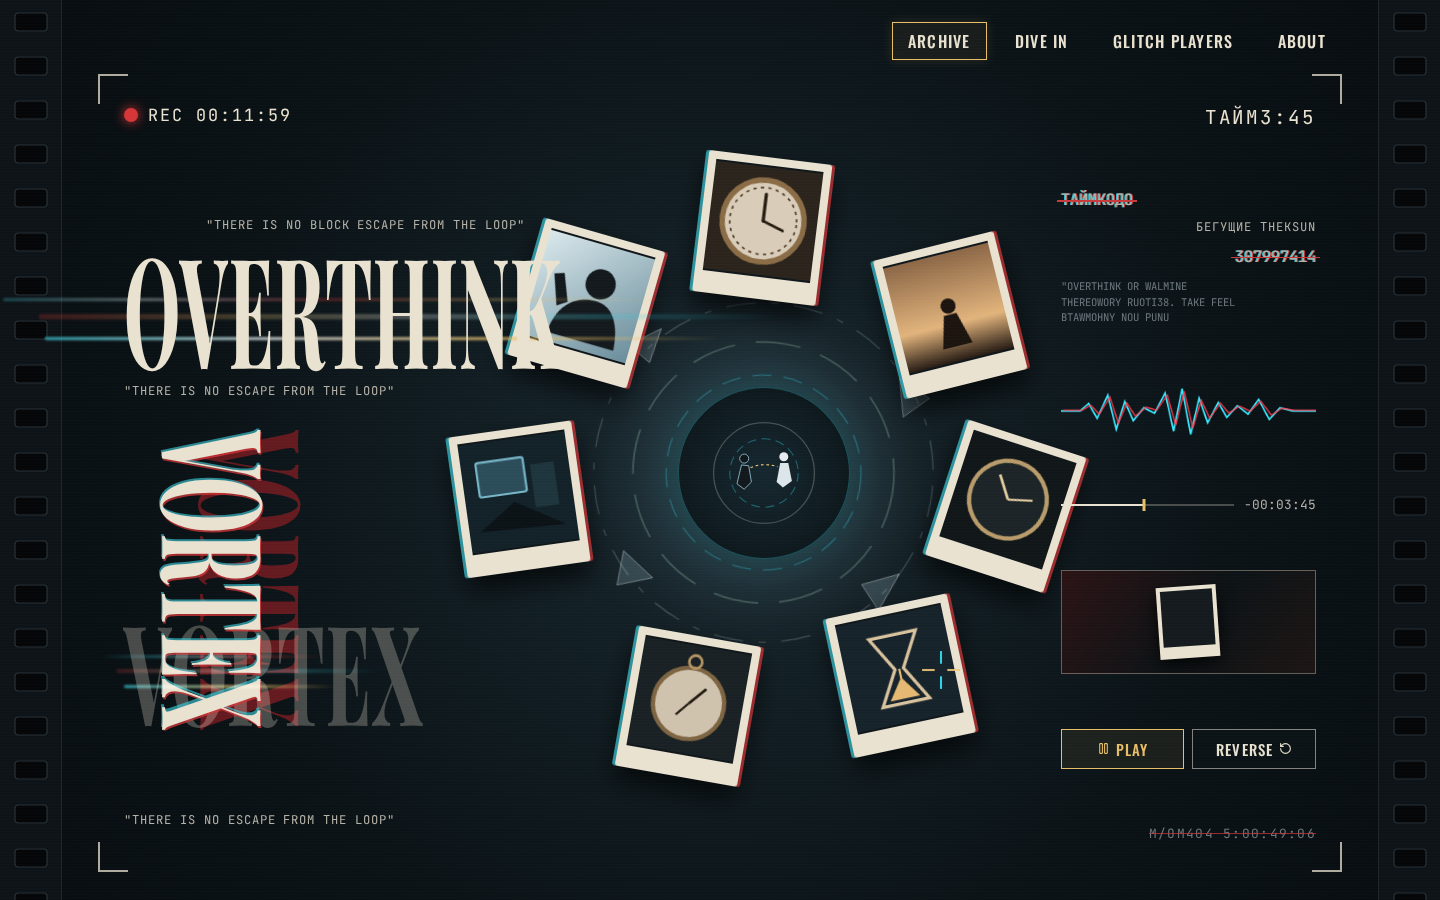 ARCHIVE
DIVE IN
GLITCH PLAYERS
ABOUT
REC 00:11:59
ТАЙМ3:45
"THERE IS NO BLOCK ESCAPE FROM THE LOOP"
OVERTHINK
"THERE IS NO ESCAPE FROM THE LOOP"
VORTEX
VORTEX
VORTEX
"THERE IS NO ESCAPE FROM THE LOOP"
ТАЙМКОДО
БЕГУЩИЕ THEKSUN
307997414
"OVERTHINK OR WALMINE
THEREOWORY RUOTI38. TAKE FEEL
BTAWMOHNY NOU PUNU
-00:03:45
PLAY
REVERSE
M/OM404 5:00:49:06